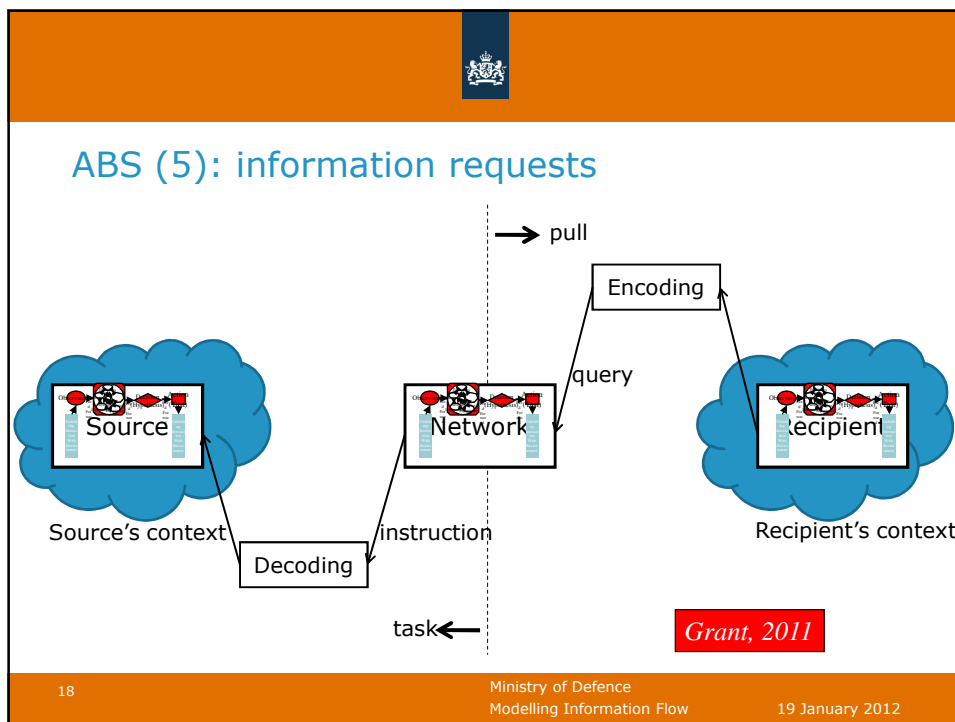 ABS (5): information requests
pull
Encoding
query
Source
Network
Recipient
Source's context
instruction
Recipient's context
Decoding
task
Grant, 2011
18
Ministry of Defence
Modelling Information Flow
19 January 2012